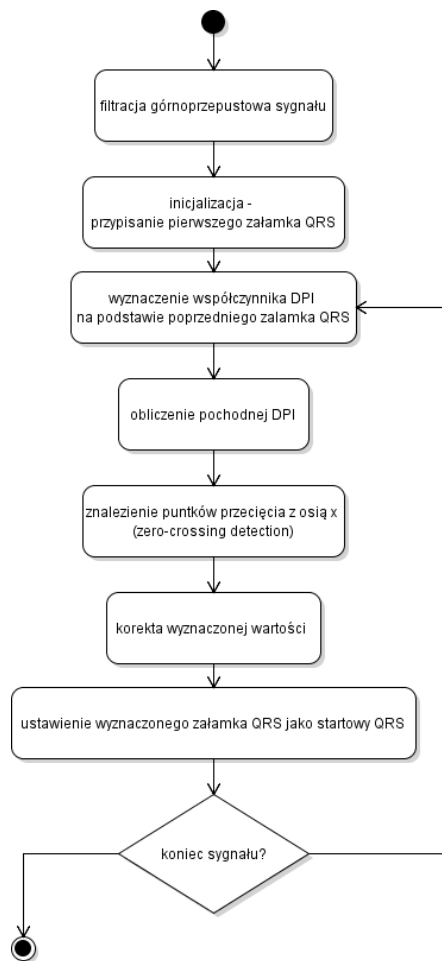 filtracja górnoprzepustowa sygnału
inicjalizacja -
przypisanie pierwszego załamka QRS
wyznaczenie współczynnika DPI
na podstawie poprzedniego zalamka QRS
obliczenie pochodnej DPI
znalezienie puntków przecięcia z osią x
(zero-crossing detection)
korekta wyznaczonej wartości
ustawienie wyznaczonego załamka QRS jako startowy QRS
koniec sygnału?